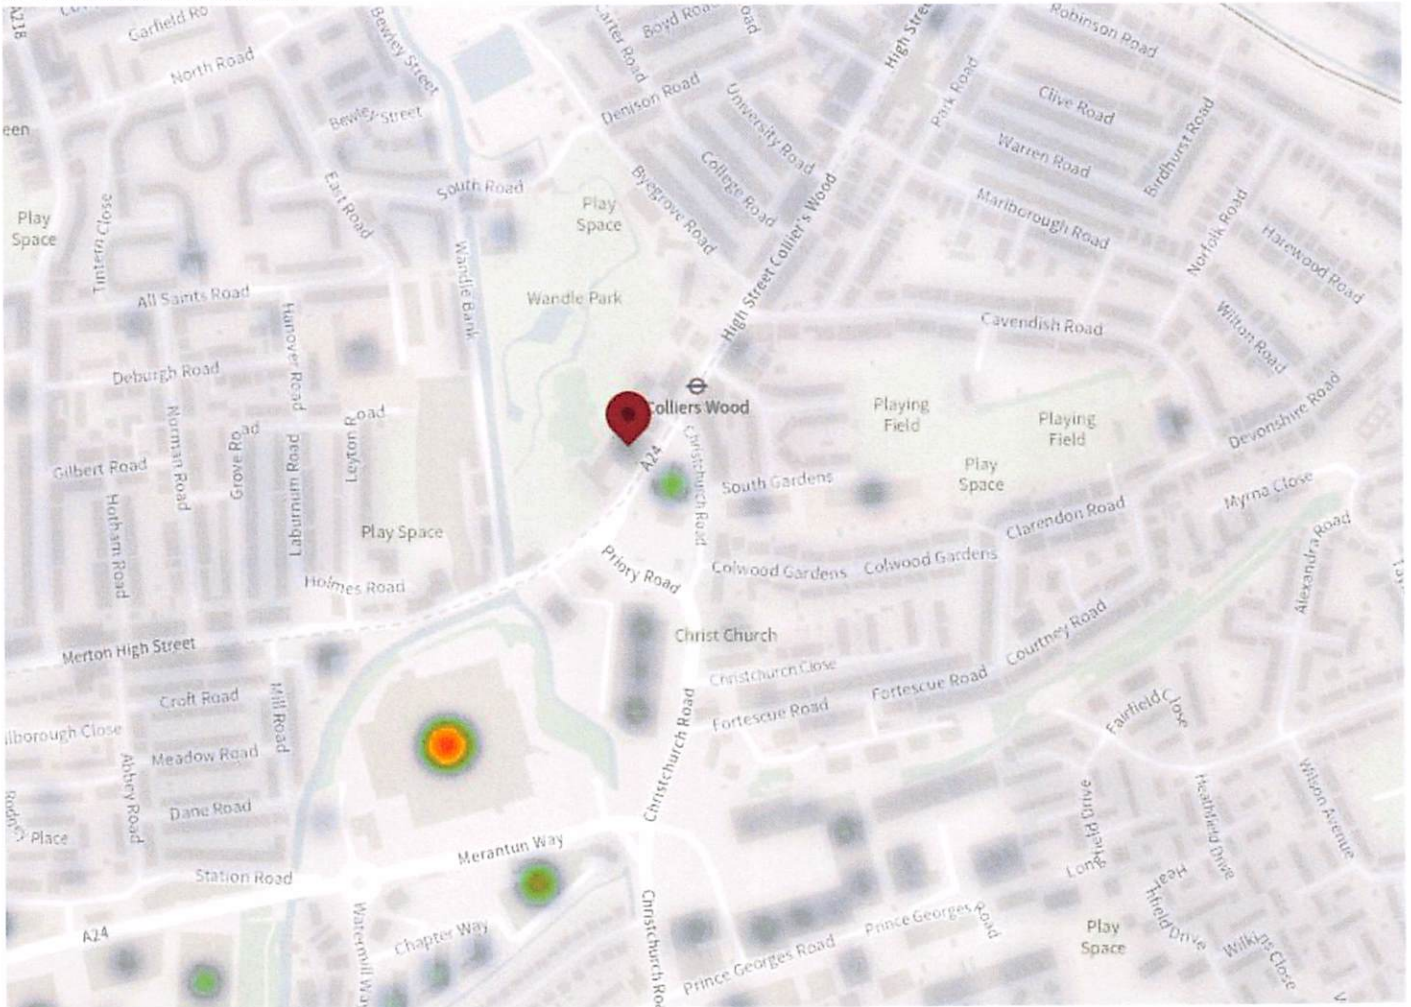 A218
Garfield Ro
North Road
Bewley Street
Carter Road
Boyd Road
oad
High Stree
Robinson Road
Park Road
Denison Road
University Road
Clive Road
Birdhurst Road
een
Warren Road
College Road
South Road
East Road
Byegrove Road
Play
Space
Play
Space
Marlborough Road
Norfolk Road
Harewood Road
Tintern Close
Wandle Bank
High Street Collier's Wood
All Saints Road
Hanover Road
Wandle Park
Cavendish Road
Wilton Road
Deburgh Road
Colliers Wood
Playing
Field
Playing
Field
Devonshire Road
Norman Road
Grove Road
Leyton Road
Laburnum Road
Gilbert Road
A24
Christchurch Road
South Gardens
Play
Space
Myrna Close
Hotham Road
Play Space
Clarendon Road
Alexandra Road
Priory Road
Colwood Gardens
Colwood Gardens
Holmes Road
Courtney Road
Merton High Street
Christ Church
Christchurch Close
Croft Road
Mill Road
Fortescue Road
Fortescue Road
Fairfield Close
ilborough Close
Christchurch Road
Meadow Road
Abbey Road
Dane Road
Place
Heathfield Drive
Wilson Avenue
Merantun Way
Station Road
Watermill Way
Christchurch Ro
Chapter Way
A24
Prince Georges Road
Prince Georges Road
Play
Space